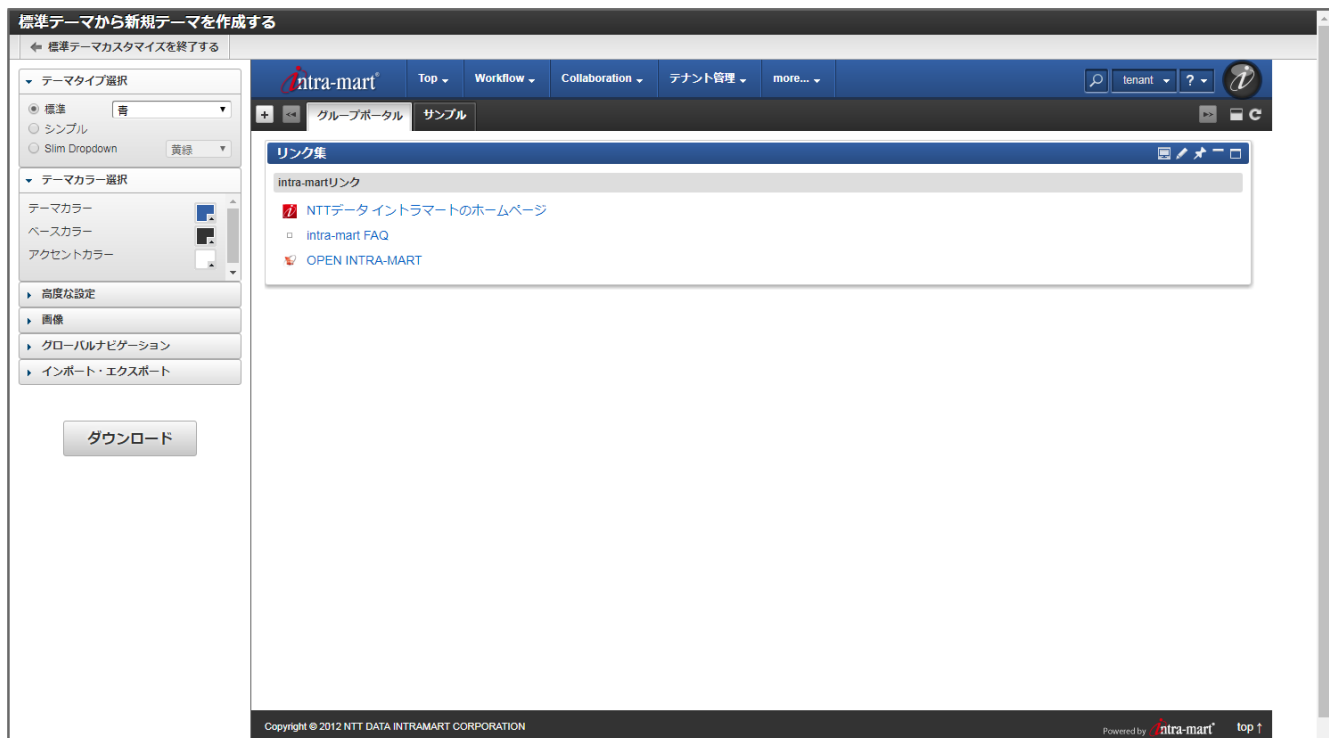 標準テーマから新規テーマを作成する
標準テーマカスタマイズを終了する
テーマタイプ選択
標準 青
シンプル
Slim Dropdown 黄緑
テーマカラー選択
テーマカラー
ベースカラー
アクセントカラー
高度な設定
画像
グローバルナビゲーション
インポート・エクスポート
ダウンロード
intra-mart Top Workflow Collaboration テナント管理 more... tenant ?
グループポータル サンプル
リンク集
intra-martリンク
NTTデータ イントラマートのホームページ
intra-mart FAQ
OPEN INTRA-MART
Copyright © 2012 NTT DATA INTRAMART CORPORATION
Powered by intra-mart top ↑